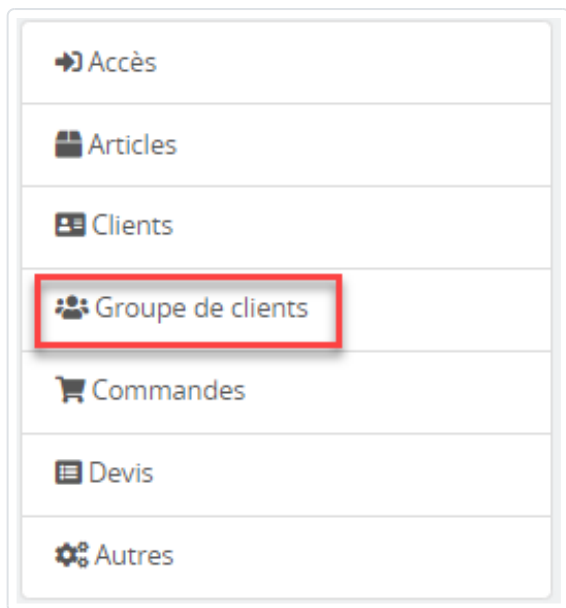 Accès
Articles
Clients
Groupe de clients
Commandes
Devis
Autres